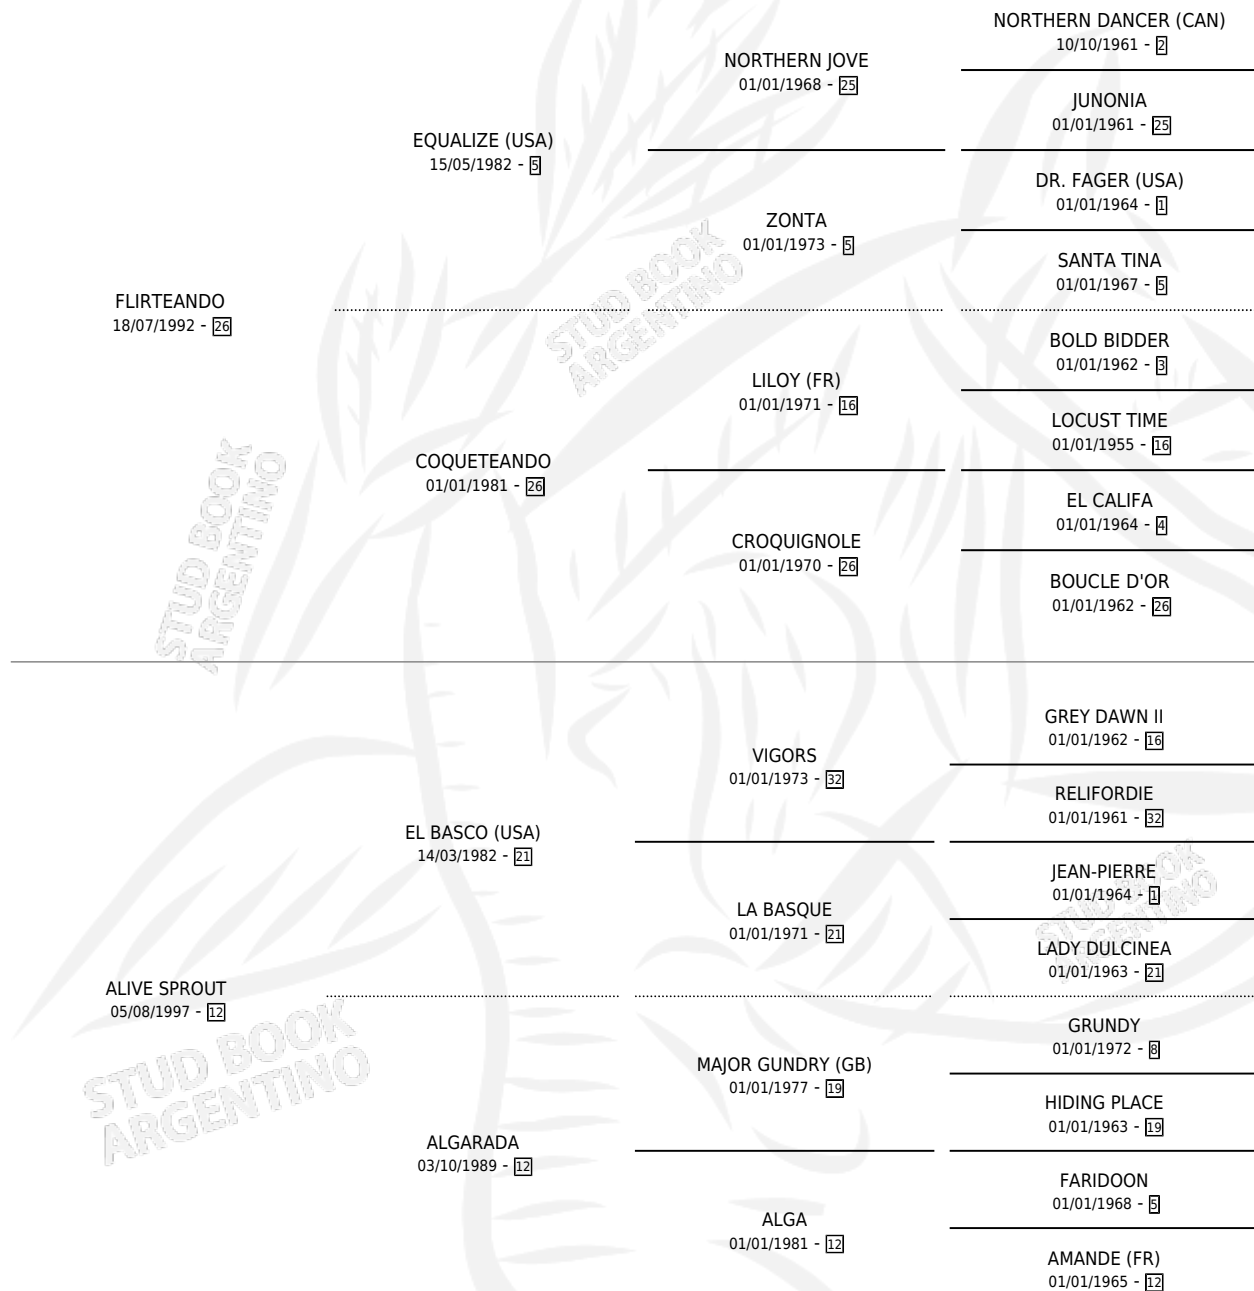 NORTHERN DANCER (CAN)
10/10/1961 - 2
NORTHERN JOVE
01/01/1968 - 25
JUNONIA
01/01/1961 - 25
EQUALIZE (USA)
15/05/1982 - 5
DR. FAGER (USA)
01/01/1964 - 1
ZONTA
01/01/1973 - 5
SANTA TINA
01/01/1967 - 5
FLIRTEANDO
18/07/1992 - 26
STUD BOOK
ARGENTINO
BOLD BIDDER
01/01/1962 - 3
LILOY (FR)
01/01/1971 - 16
LOCUST TIME
01/01/1955 - 16
COQUETEANDO
01/01/1981 - 26
EL CALIFA
01/01/1964 - 4
CROQUIGNOLE
01/01/1970 - 26
BOUCLE D'OR
01/01/1962 - 26
STUD BOOK
ARGENTINO
GREY DAWN II
01/01/1962 - 16
VIGORS
01/01/1973 - 32
RELIFORDIE
01/01/1961 - 32
EL BASCO (USA)
14/03/1982 - 21
JEAN-PIERRE
01/01/1964 - 1
LA BASQUE
01/01/1971 - 21
STUD BOOK
ARGENTINO
LADY DULCINEA
01/01/1963 - 21
ALIVE SPROUT
05/08/1997 - 12
STUD BOOK
ARGENTINO
GRUNDY
01/01/1972 - 8
MAJOR GUNDRY (GB)
01/01/1977 - 19
HIDING PLACE
01/01/1963 - 19
ALGARADA
03/10/1989 - 12
FARIDOON
01/01/1968 - 5
ALGA
01/01/1981 - 12
AMANDE (FR)
01/01/1965 - 12